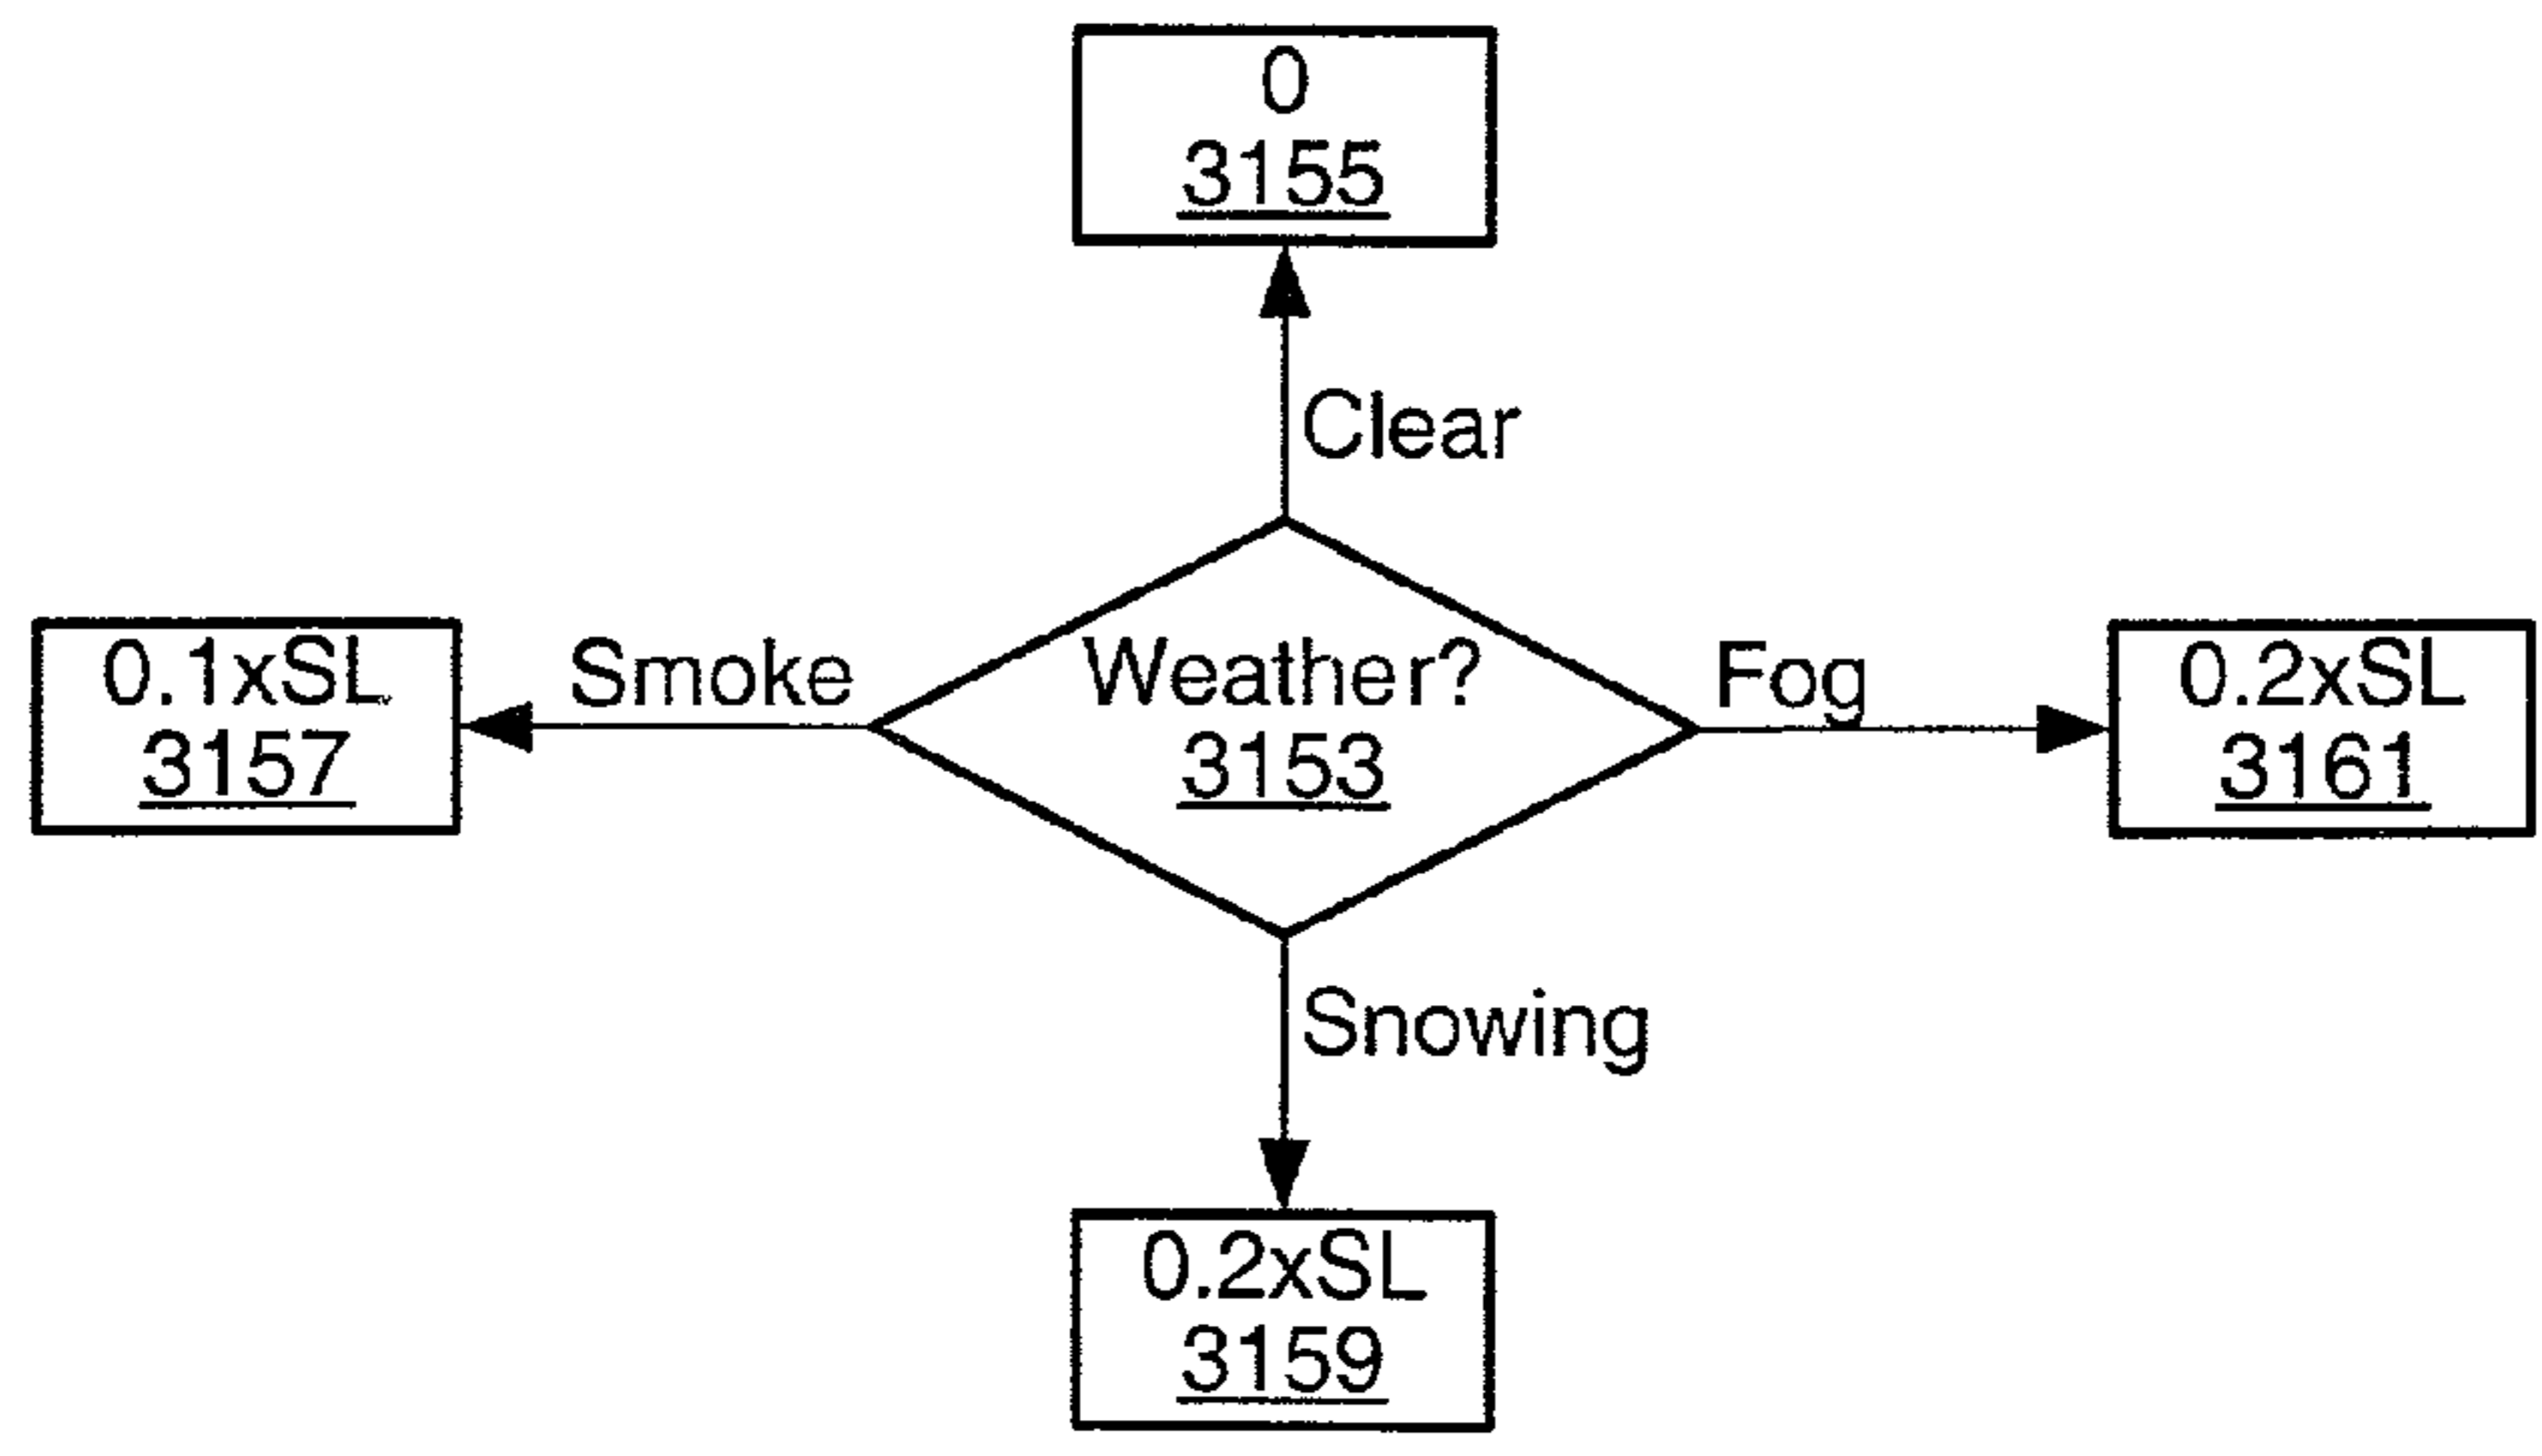 0
3155
Clear
0.1xSL
3157
Smoke
Weather?
3153
Fog
0.2xSL
3161
Snowing
0.2xSL
3159